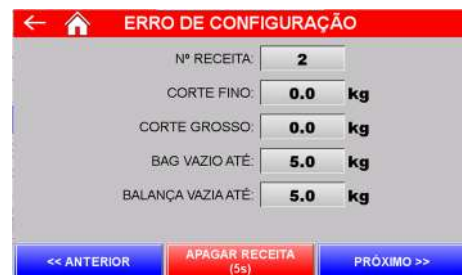 ERRO DE CONFIGURAÇÃO
Nº RECEITA: 2
CORTE FINO: 0.0 kg
CORTE GROSSO: 0.0 kg
BAG VAZIO ATÉ: 5.0 kg
BALANÇA VAZIA ATÉ: 5.0 kg
<< ANTERIOR APAGAR RECEITA PRÓXIMO >>
(5s)